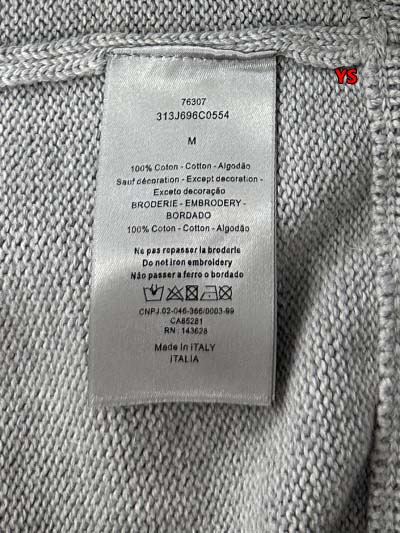 YS
76307
313J696C0554
M
100% Coton - Cotton - Algodão
Sauf décoration - Except decoration -
Exceto decoração
BRODERIE - EMBRODERY -
BORDADO
100% Coton - Cotton - Algodão
Ne pas repasser la broderie
Do not iron embroidery
Não passer a ferro o bordado
CNPJ.02-046-366/0003-99
CA85281
RN : 143628
Made in iTALY
iTALIA